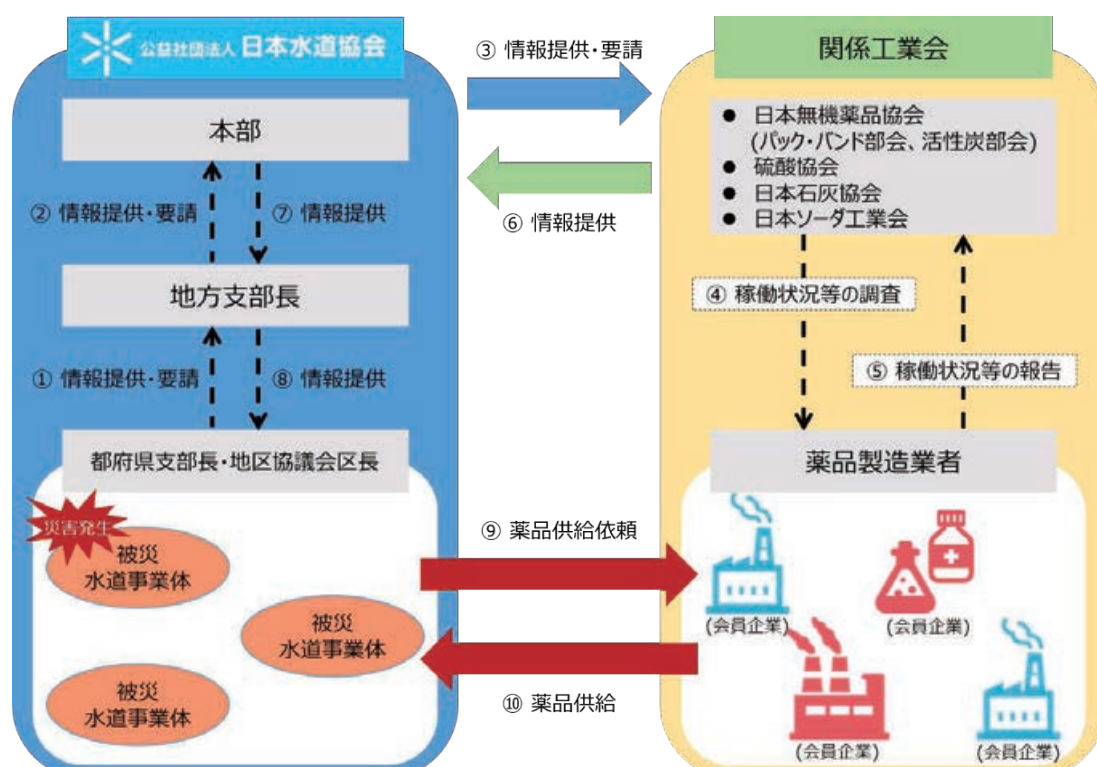 公益社団法人 日本水道協会
③ 情報提供・要請
関係工業会
本部
● 日本無機薬品協会
(パック・バンド部会、活性炭部会)
● 硫酸協会
● 日本石灰協会
● 日本ソーダ工業会
② 情報提供・要請
⑦ 情報提供
⑥ 情報提供
地方支部長
④ 稼働状況等の調査
① 情報提供・要請
⑧ 情報提供
⑤ 稼働状況等の報告
都府県支部長・地区協議会区長
薬品製造業者
災害発生
被災
水道事業体
⑨ 薬品供給依頼
被災
水道事業体
(会員企業)
(会員企業)
被災
水道事業体
⑩ 薬品供給
(会員企業)
(会員企業)